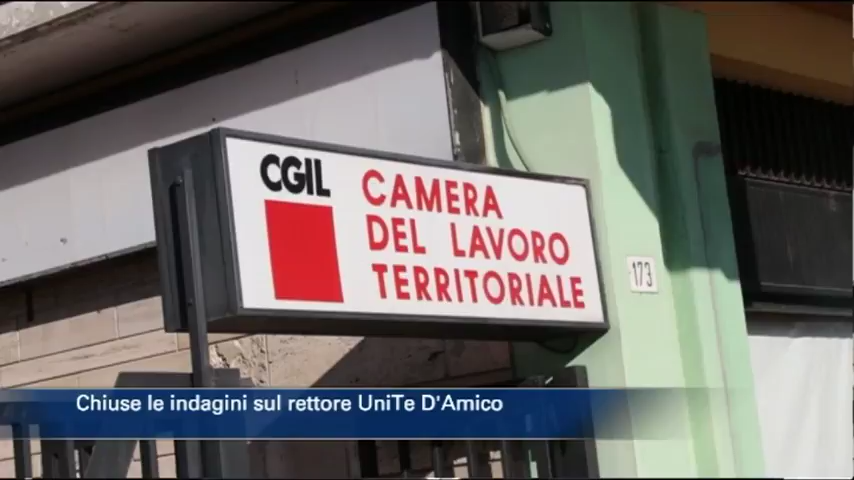 CGIL
CAMERA
DEL LAVORO
TERRITORIALE
173
Chiuse le indagini sul rettore UniTe D'Amico